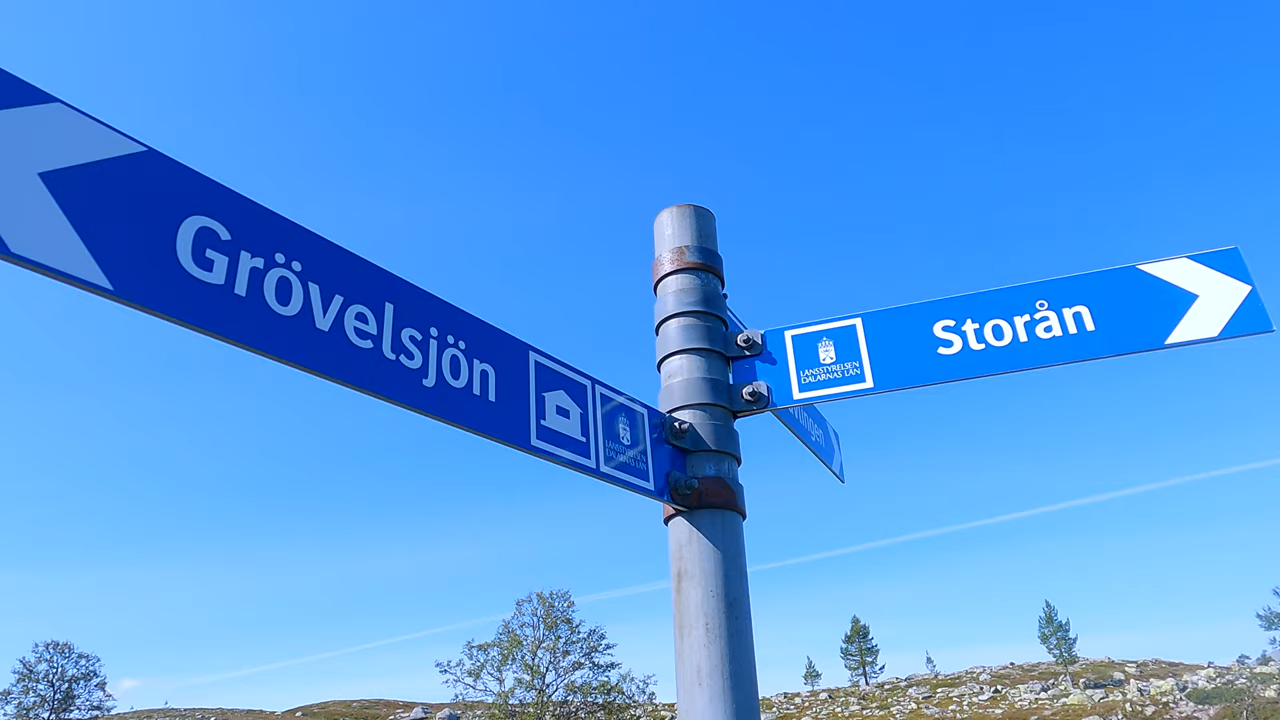 Grövelsjön
LÄNSSTYRELSEN
DALARNAS LÄN
LÄNSSTYRELSEN
DALARNAS LÄN
Storån